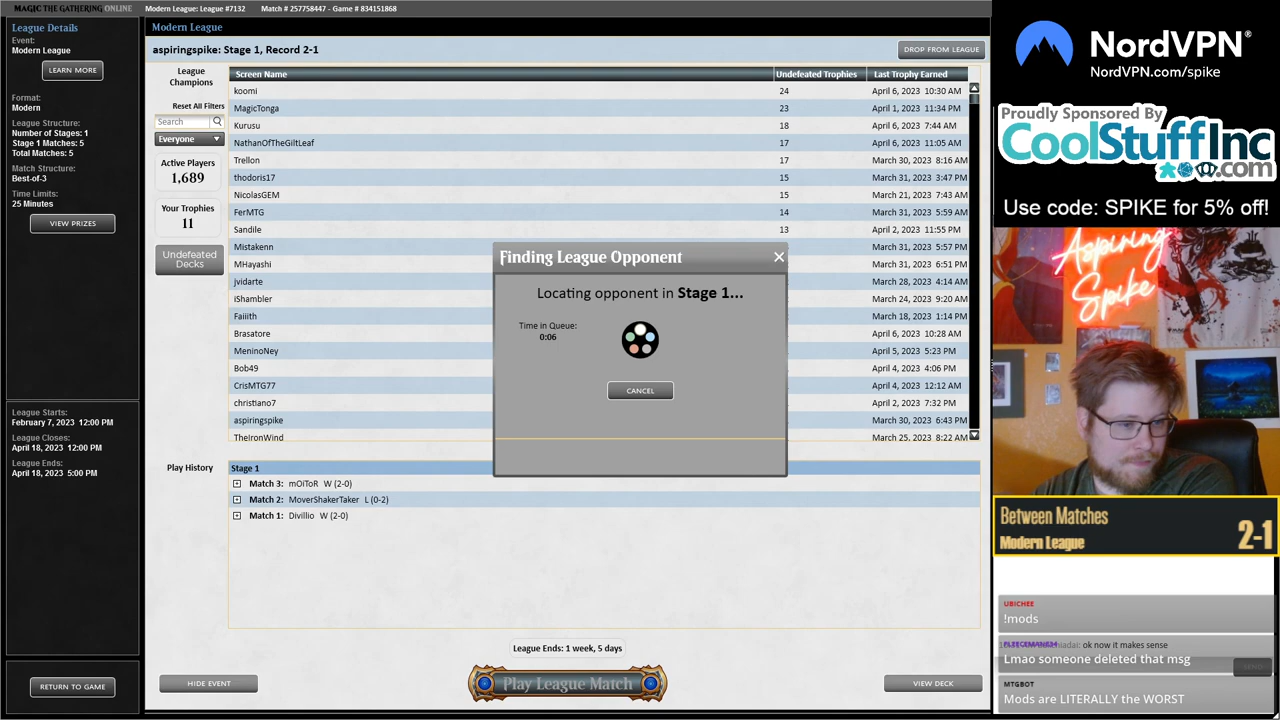 MAGIC THE GATHERING ONLINE
Modern League: League #7132
Match # 257758447 - Game # 834151868
League Details
Event:
Modern League
LEARN MORE
Format:
Modern
League Structure:
Number of Stages: 1
Stage 1 Matches: 5
Total Matches: 5
Match Structure:
Best-of-3
Time Limits:
25 Minutes
VIEW PRIZES
League Starts:
February 7, 2023 12:00 PM
League Closes:
April 18, 2023 12:00 PM
League Ends:
April 18, 2023 5:00 PM
RETURN TO GAME
Modern League
aspiringspike: Stage 1, Record 2-1
DROP FROM LEAGUE
League
Champions
Reset All Filters
Search
Everyone
Active Players
1,689
Your Trophies
11
Undefeated
Decks
Screen Name Undefeated Trophies Last Trophy Earned
koomi 24 April 6, 2023 10:30 AM
MagicTonga 23 April 1, 2023 11:34 PM
Kurusu 18 April 6, 2023 7:44 AM
NathanOfTheGiltLeaf 17 April 6, 2023 11:05 AM
Trellon 17 March 30, 2023 8:16 AM
thodoris17 15 March 31, 2023 3:47 PM
NicolasGEM 15 March 21, 2023 7:43 AM
FerMTG 14 March 31, 2023 5:59 AM
Sandile 13 April 2, 2023 11:55 PM
Mistakenn March 31, 2023 5:57 PM
MHayashi March 31, 2023 6:51 PM
jvidarte March 28, 2023 4:14 AM
iShambler March 24, 2023 9:20 AM
Faiiith March 18, 2023 1:14 PM
Brasatore April 6, 2023 10:28 AM
MeninoNey April 5, 2023 5:23 PM
Bob49 April 4, 2023 4:06 PM
CrisMTG77 April 4, 2023 12:12 AM
christiano7 April 2, 2023 7:32 PM
aspiringspike March 30, 2023 6:43 PM
TheIronWind March 25, 2023 8:22 AM
Finding League Opponent
Locating opponent in Stage 1...
Time in Queue:
0:06
CANCEL
Play History
Stage 1
Match 3: mOiToR W (2-0)
Match 2: MoverShakerTaker L (0-2)
Match 1: Divillio W (2-0)
League Ends: 1 week, 5 days
HIDE EVENT
Play League Match
VIEW DECK
NordVPN®
NordVPN.com/spike
Proudly Sponsored By
CoolStuffInc
.com
Use code: SPIKE for 5% off!
Aspiring
Spike
Between Matches
Modern League
2-1
UBICHEE
!mods
ok now it makes sense
Lmao someone deleted that msg
SEND
MTGBOT
Mods are LITERALLY the WORST